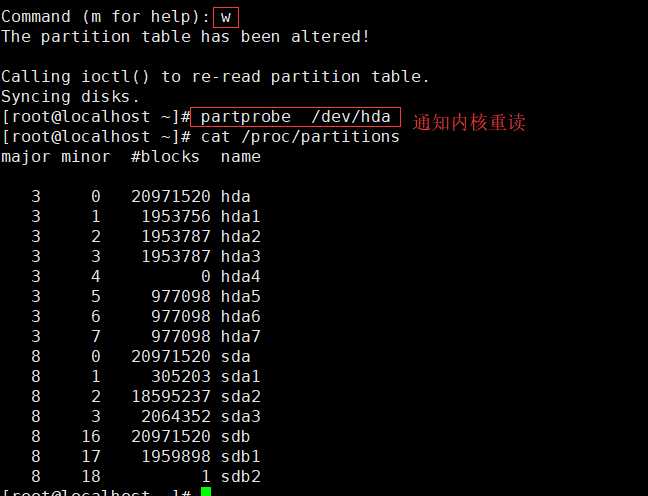 Command (m for help): w
The partition table has been altered!
Calling ioctl() to re-read partition table.
Syncing disks.
[root@localhost ~]# partprobe  /dev/hda 通知内核重读
[root@localhost ~]# cat /proc/partitions
major minor  #blocks  name
   3     0   20971520 hda
   3     1    1953756 hda1
   3     2    1953787 hda2
   3     3    1953787 hda3
   3     4          0 hda4
   3     5     977098 hda5
   3     6     977098 hda6
   3     7     977098 hda7
   8     0   20971520 sda
   8     1     305203 sda1
   8     2   18595237 sda2
   8     3    2064352 sda3
   8    16   20971520 sdb
   8    17    1959898 sdb1
   8    18          1 sdb2
[root@localhost ~]#